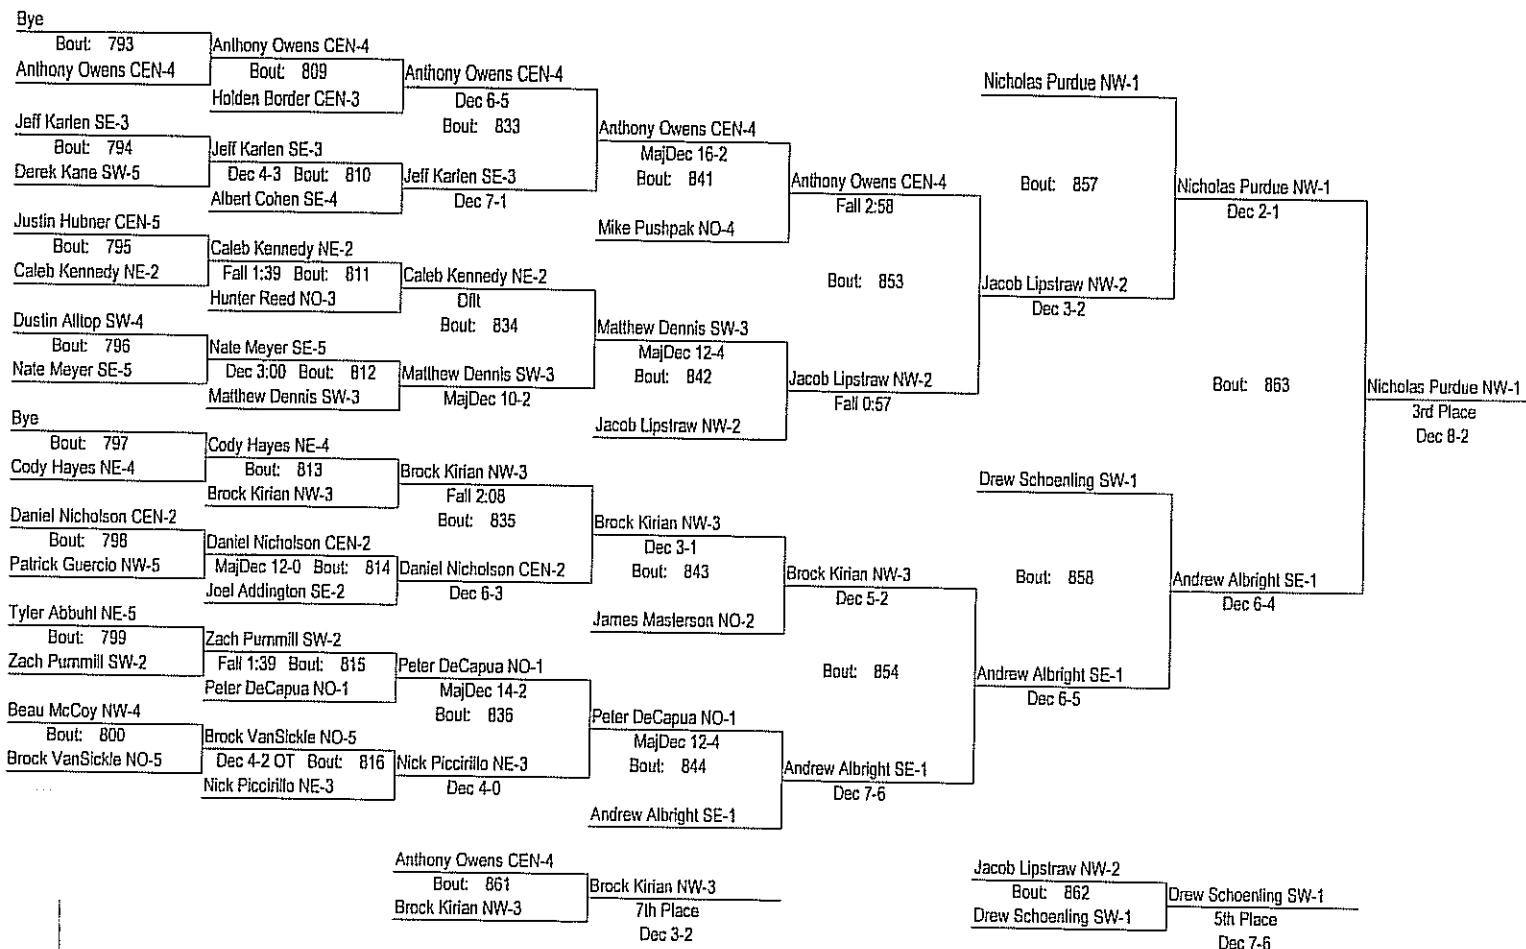 Bye
Bout: 793
Anthony Owens CEN-4
Jeff Karlen SE-3
Bout: 794
Derek Kane SW-5
Justin Hubner CEN-5
Bout: 795
Caleb Kennedy NE-2
Dustin Alltop SW-4
Bout: 796
Nate Meyer SE-5
Bye
Bout: 797
Cody Hayes NE-4
Daniel Nicholson CEN-2
Bout: 798
Patrick Guercio NW-5
Tyler Abbuhl NE-5
Bout: 799
Zach Pummill SW-2
Beau McCoy NW-4
Bout: 800
Brock VanSickle NO-5
Anthony Owens CEN-4
Bout: 809
Holden Border CEN-3
Jeff Karlen SE-3
Dec 4-3 Bout: 810
Albert Cohen SE-4
Caleb Kennedy NE-2
Fall 1:39 Bout: 811
Hunter Reed NO-3
Nate Meyer SE-5
Dec 3:00 Bout: 812
Matthew Dennis SW-3
Cody Hayes NE-4
Bout: 813
Brock Kirian NW-3
Daniel Nicholson CEN-2
MajDec 12-0 Bout: 814
Joel Addington SE-2
Zach Pummill SW-2
Fall 1:39 Bout: 815
Peter DeCapua NO-1
Brock VanSickle NO-5
Dec 4-2 OT Bout: 816
Nick Piccirillo NE-3
Anthony Owens CEN-4
Dec 6-5
Bout: 833
Jeff Karlen SE-3
Dec 7-1
Caleb Kennedy NE-2
Dflt
Bout: 834
Matthew Dennis SW-3
MajDec 10-2
Brock Kirian NW-3
Fall 2:08
Bout: 835
Daniel Nicholson CEN-2
Dec 6-3
Peter DeCapua NO-1
MajDec 14-2
Bout: 836
Nick Piccirillo NE-3
Dec 4-0
Anthony Owens CEN-4
MajDec 16-2
Bout: 841
Mike Pushpak NO-4
Matthew Dennis SW-3
MajDec 12-4
Bout: 842
Jacob Lipstraw NW-2
Brock Kirian NW-3
Dec 3-1
Bout: 843
James Masterson NO-2
Peter DeCapua NO-1
MajDec 12-4
Bout: 844
Andrew Albright SE-1
Anthony Owens CEN-4
Fall 2:58
Bout: 853
Jacob Lipstraw NW-2
Fall 0:57
Brock Kirian NW-3
Dec 5-2
Bout: 854
Andrew Albright SE-1
Dec 7-6
Nicholas Purdue NW-1
Bout: 857
Jacob Lipstraw NW-2
Dec 3-2
Drew Schoenling SW-1
Bout: 858
Andrew Albright SE-1
Dec 6-5
Nicholas Purdue NW-1
Dec 2-1
Bout: 863
Andrew Albright SE-1
Dec 6-4
Nicholas Purdue NW-1
3rd Place
Dec 8-2
Anthony Owens CEN-4
Bout: 861
Brock Kirian NW-3
Brock Kirian NW-3
7th Place
Dec 3-2
Jacob Lipstraw NW-2
Bout: 862
Drew Schoenling SW-1
Drew Schoenling SW-1
5th Place
Dec 7-6